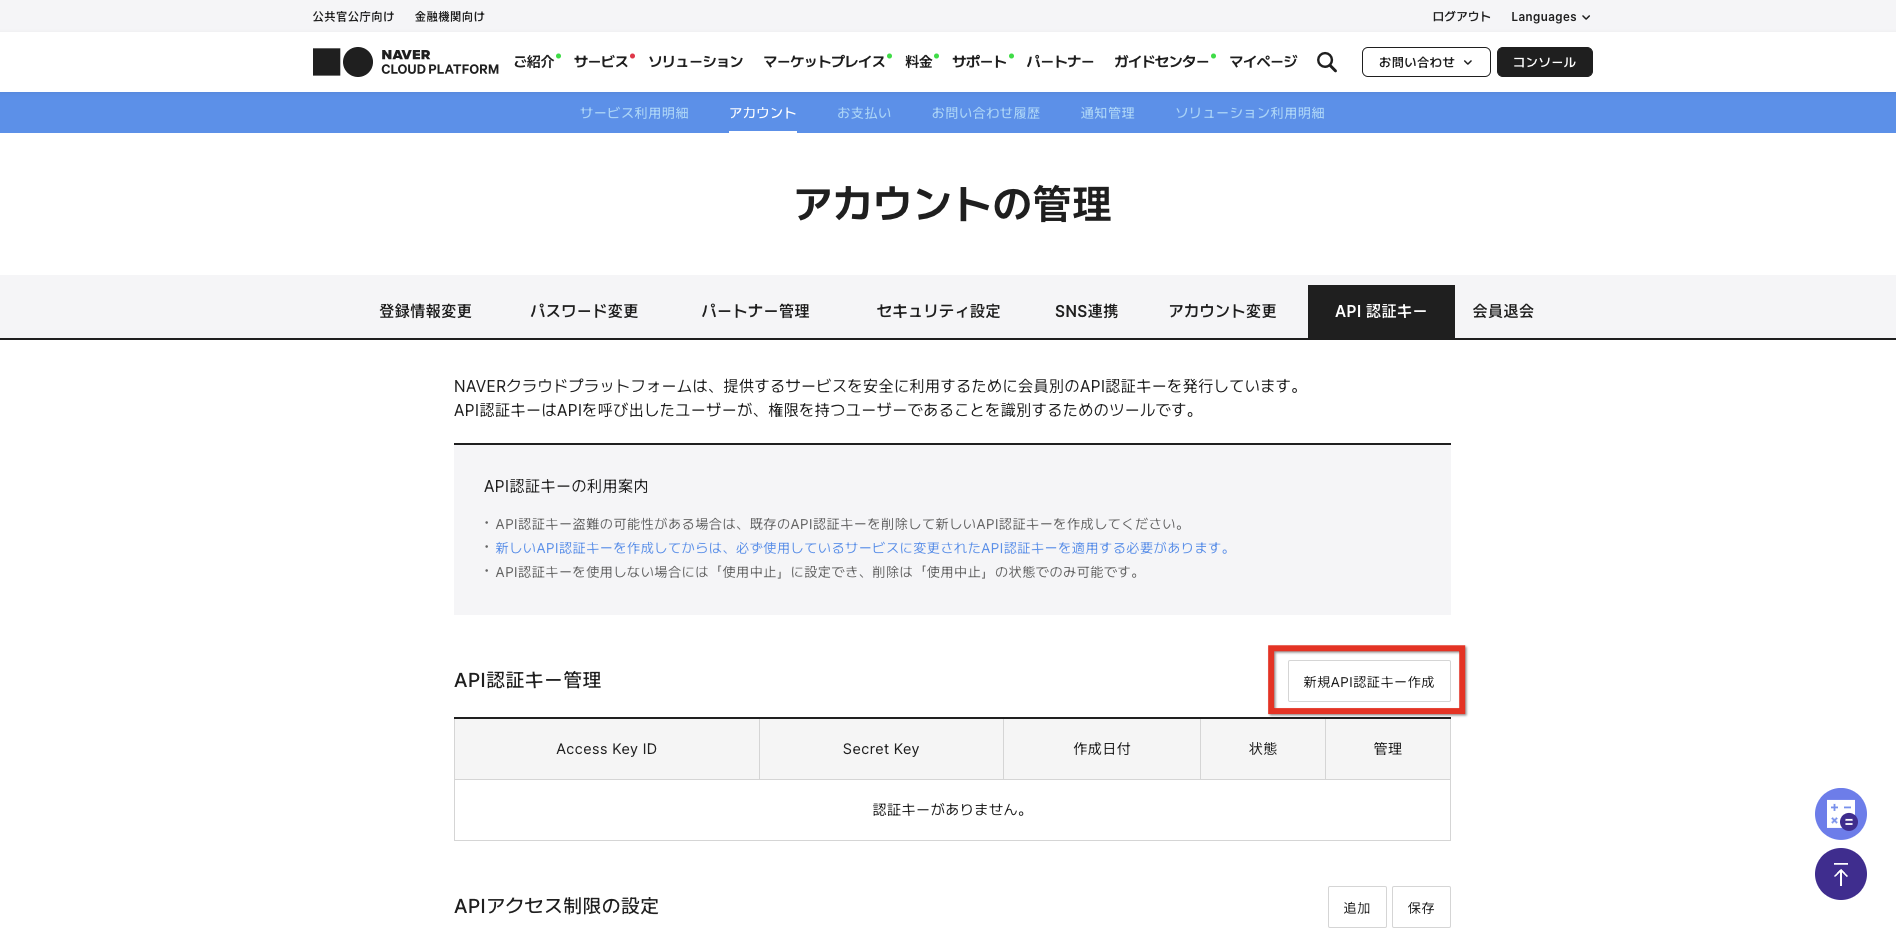 公共官公庁向け 金融機関向け ログアウト Languages
NAVER
CLOUD PLATFORM
ご紹介 サービス ソリューション マーケットプレイス 料金 サポート パートナー ガイドセンター マイページ お問い合わせ コンソール
サービス利用明細 アカウント お支払い お問い合わせ履歴 通知管理 ソリューション利用明細
アカウントの管理
登録情報変更 パスワード変更 パートナー管理 セキュリティ設定 SNS連携 アカウント変更 API 認証キー 会員退会
NAVERクラウドプラットフォームは、提供するサービスを安全に利用するために会員別のAPI認証キーを発行しています。
API認証キーはAPIを呼び出したユーザーが、権限を持つユーザーであることを識別するためのツールです。
API認証キーの利用案内
・API認証キー盗難の可能性がある場合は、既存のAPI認証キーを削除して新しいAPI認証キーを作成してください。
・新しいAPI認証キーを作成してからは、必ず使用しているサービスに変更されたAPI認証キーを適用する必要があります。
・API認証キーを使用しない場合には「使用中止」に設定でき、削除は「使用中止」の状態でのみ可能です。
API認証キー管理 新規API認証キー作成
Access Key ID Secret Key 作成日付 状態 管理
認証キーがありません。
APIアクセス制限の設定 追加 保存